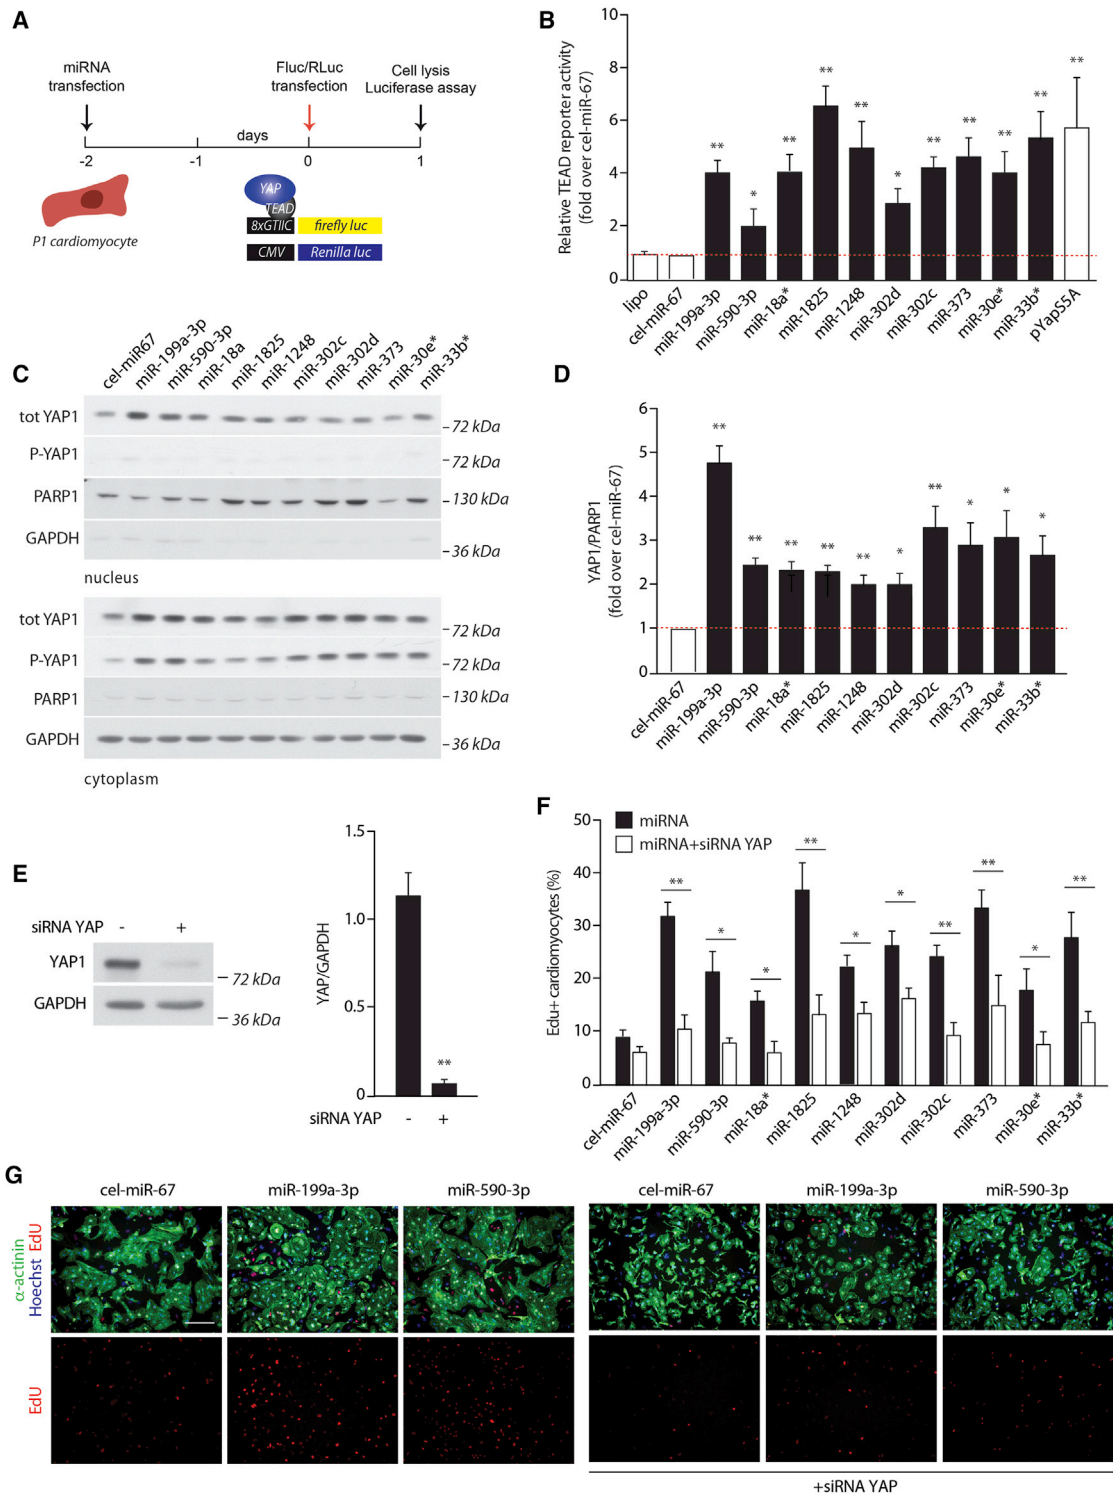 A
miRNA
transfection
Fluc/RLuc
transfection
Cell lysis
Luciferase assay
days
-2
-1
0
1
P1 cardiomyocyte
YAP
TEAD
8xGTIIC firefly luc
CMV Renilla luc
B
Relative TEAD reporter activity
(fold over cel-miR-67)
10
8
6
4
2
0
** * ** ** ** * ** ** ** ** **
lipo
cel-miR-67
miR-199a-3p
miR-590-3p
miR-18a*
miR-1825
miR-1248
miR-302d
miR-302c
miR-373
miR-30e*
miR-33b*
pYapS5A
C
cel-miR67
miR-199a-3p
miR-590-3p
miR-18a
miR-1825
miR-1248
miR-302c
miR-302d
miR-373
miR-30e*
miR-33b*
tot YAP1
72 kDa
P-YAP1
72 kDa
PARP1
130 kDa
GAPDH
36 kDa
nucleus
tot YAP1
72 kDa
P-YAP1
72 kDa
PARP1
130 kDa
GAPDH
36 kDa
cytoplasm
D
YAP1/PARP1
(fold over cel-miR-67)
6
5
4
3
2
1
0
** ** ** ** ** * ** * * *
cel-miR-67
miR-199a-3p
miR-590-3p
miR-18a*
miR-1825
miR-1248
miR-302d
miR-302c
miR-373
miR-30e*
miR-33b*
E
siRNA YAP - +
YAP1
72 kDa
GAPDH
36 kDa
YAP/GAPDH
1.5
1.0
0.5
0
**
siRNA YAP - +
F
miRNA
miRNA+siRNA YAP
Edu+ cardiomyocytes (%)
50
40
30
20
10
0
** * * ** * * ** ** * **
cel-miR-67
miR-199a-3p
miR-590-3p
miR-18a*
miR-1825
miR-1248
miR-302d
miR-302c
miR-373
miR-30e*
miR-33b*
G
cel-miR-67
miR-199a-3p
miR-590-3p
cel-miR-67
miR-199a-3p
miR-590-3p
α-actinin
Hoechst EdU
EdU
+siRNA YAP